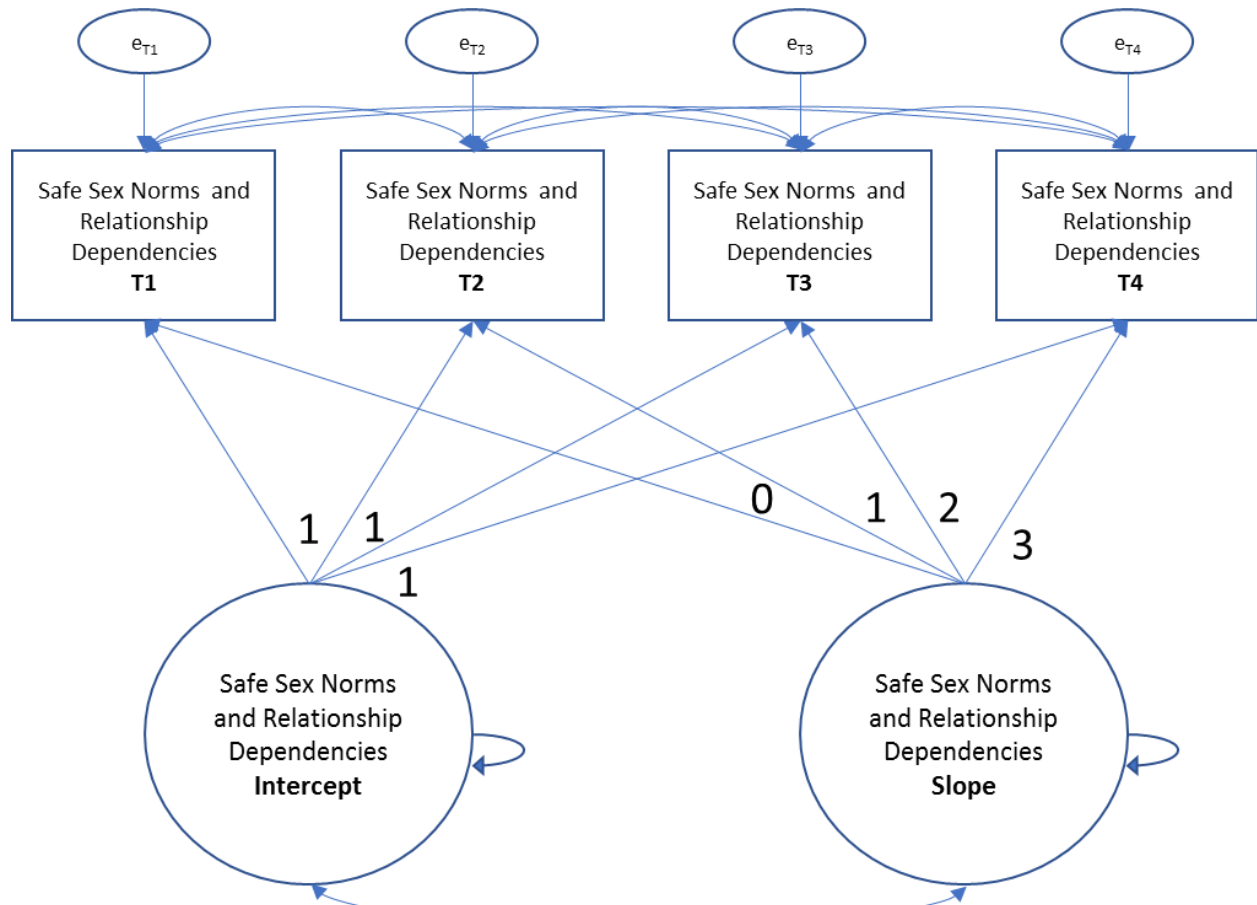 eT1
eT2
eT3
eT4
Safe Sex Norms and
Relationship
Dependencies
T1
Safe Sex Norms and
Relationship
Dependencies
T2
Safe Sex Norms and
Relationship
Dependencies
T3
Safe Sex Norms and
Relationship
Dependencies
T4
1
1
1
0
1
2
3
Safe Sex Norms
and Relationship
Dependencies
Intercept
Safe Sex Norms
and Relationship
Dependencies
Slope